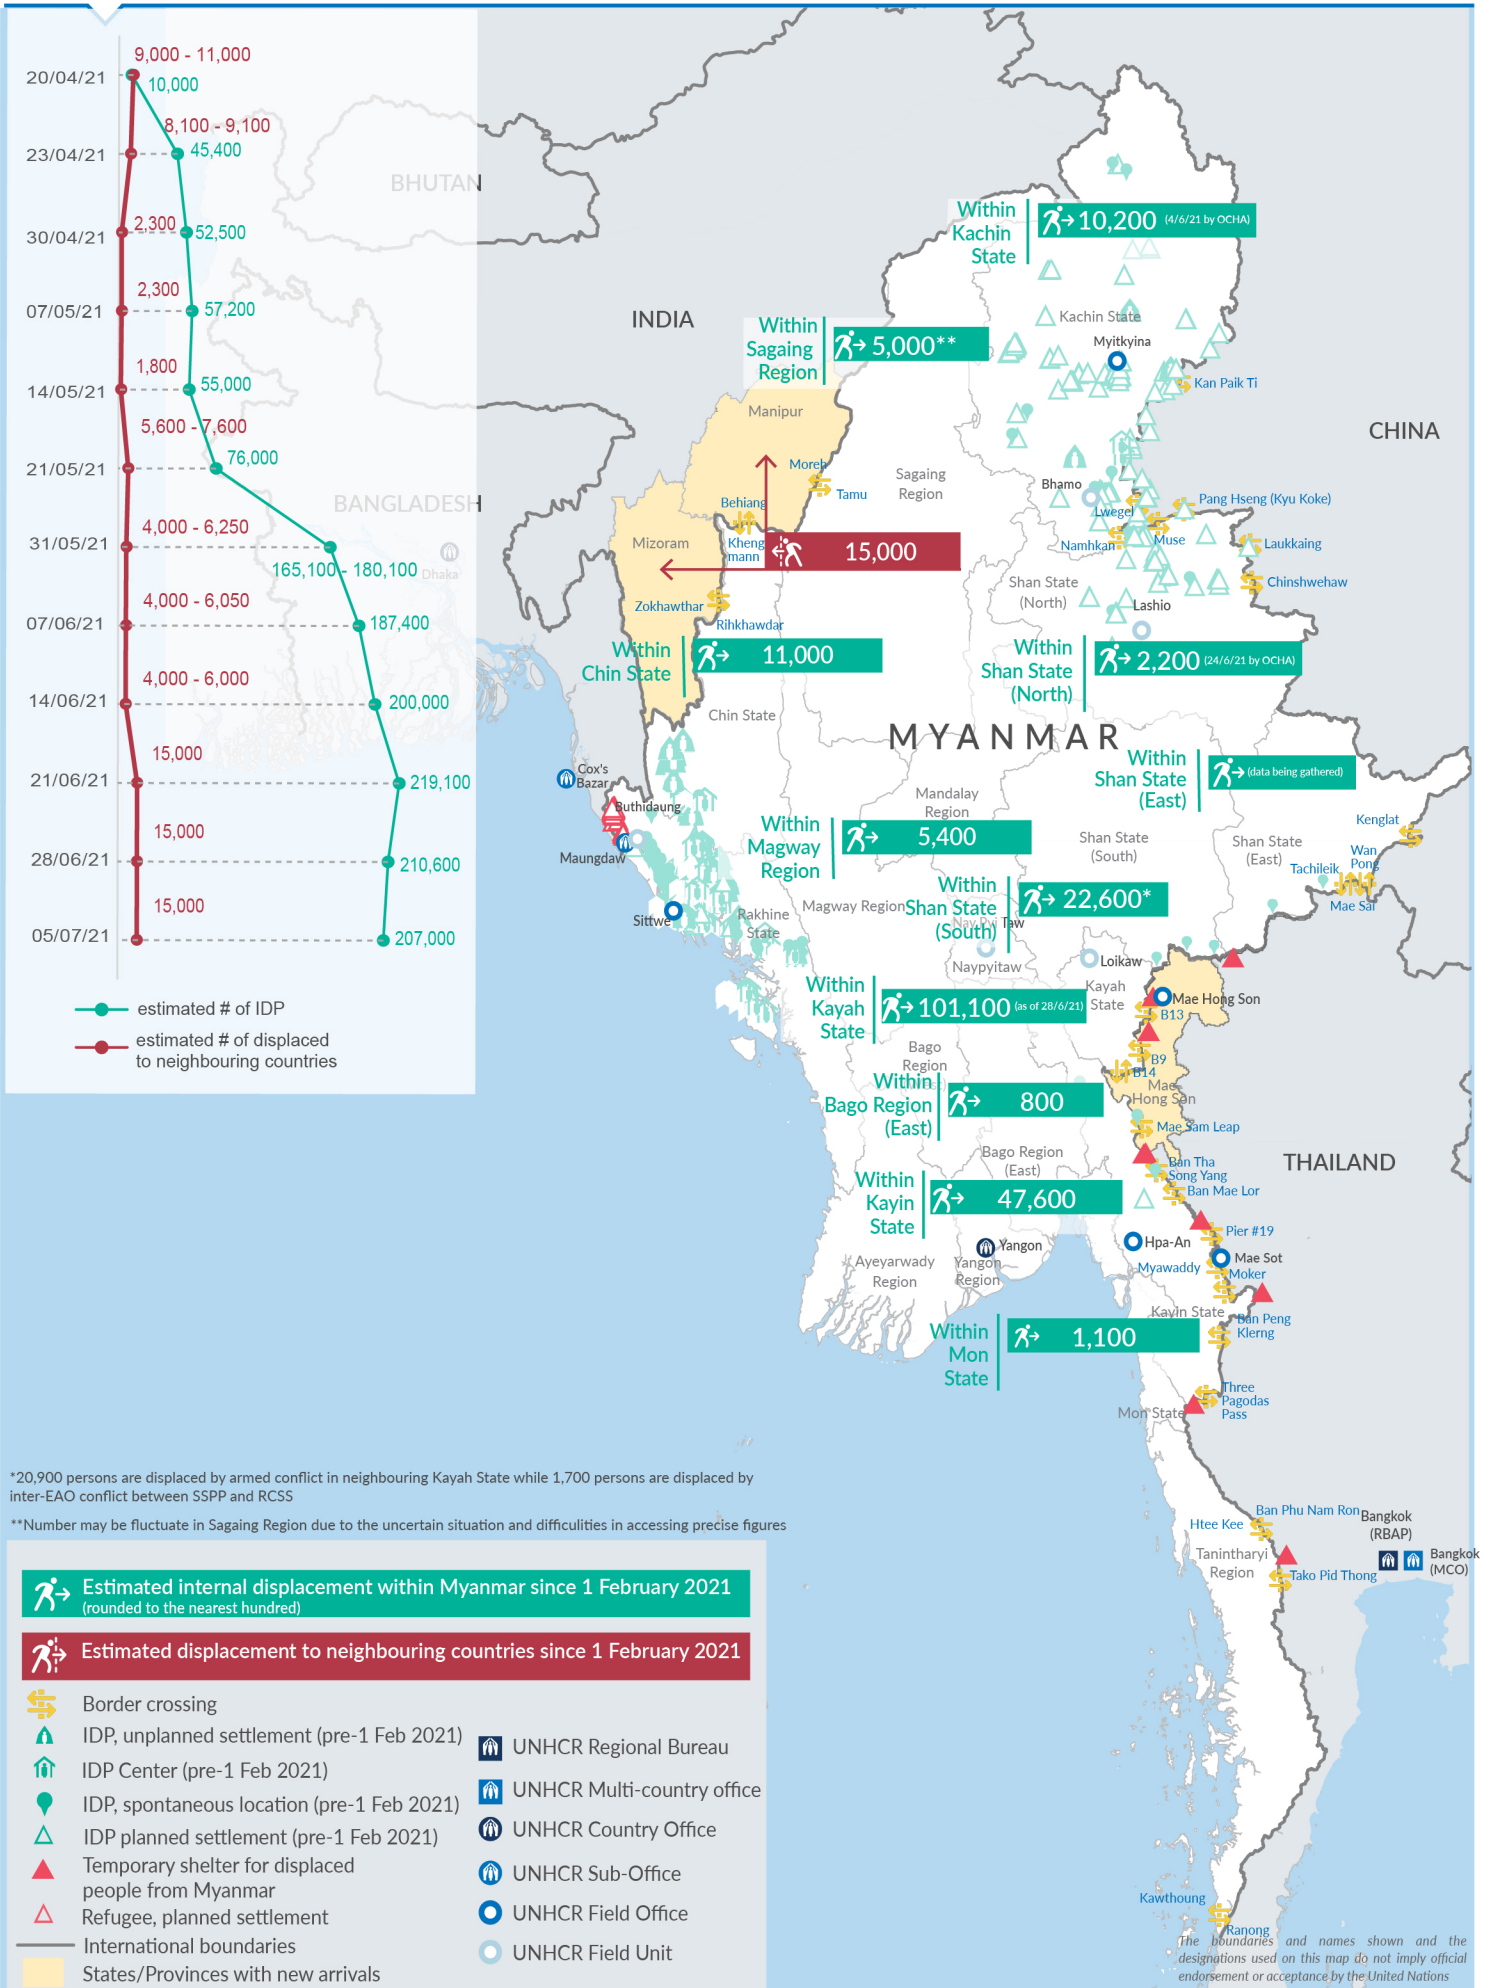 20/04/21
9,000 - 11,000
10,000
23/04/21
8,100 - 9,100
45,400
30/04/21
2,300
52,500
07/05/21
2,300
57,200
14/05/21
1,800
55,000
21/05/21
5,600 - 7,600
76,000
31/05/21
4,000 - 6,250
165,100 - 180,100
07/06/21
4,000 - 6,050
187,400
14/06/21
4,000 - 6,000
200,000
21/06/21
15,000
219,100
28/06/21
15,000
210,600
05/07/21
15,000
207,000
estimated # of IDP
estimated # of displaced
to neighbouring countries
BHUTAN
BANGLADESH
Dhaka
INDIA
CHINA
THAILAND
MYANMAR
Within
Kachin
State
10,200 (4/6/21 by OCHA)
Kachin State
Myitkyina
Kan Paik Ti
Within
Sagaing
Region
5,000**
Manipur
Moreh
Tamu
Sagaing
Region
Behiang
Kheng
mann
Mizoram
15,000
Zokhawthar
Rihkhawdar
Bhamo
Lwegel
Pang Hseng (Kyu Koke)
Namhkan
Muse
Laukkaing
Chinshwehaw
Shan State
(North)
Lashio
Within
Chin State
11,000
Chin State
Within
Shan State
(North)
2,200 (24/6/21 by OCHA)
Within
Shan State
(East)
(data being gathered)
Cox's
Bazar
Buthidaung
Maungdaw
Sittwe
Rakhine
State
Mandalay
Region
Within
Magway
Region
5,400
Magway Region
Shan State
(South)
Shan State
(East)
Kenglat
Wan
Pong
Tachileik
Mae Sai
Within
Shan State
(South)
22,600*
Nay Pyi Taw
Naypyitaw
Loikaw
Within
Kayah
State
101,100 (as of 28/6/21)
Kayah
State
Mae Hong Son
B13
B9
B14
Mae
Hong Son
Bago
Region
(West)
Within
Bago Region
(East)
800
Mae Sam Leap
Bago Region
(East)
Ban Tha
Song Yang
Ban Mae Lor
Within
Kayin
State
47,600
Pier #19
Hpa-An
Mae Sot
Myawaddy
Moker
Yangon
Yangon
Region
Ayeyarwady
Region
Kayin State
Ban Peng
Klerng
Within
Mon
State
1,100
Three
Pagodas
Pass
Mon State
Ban Phu Nam Ron
Htee Kee
Tanintharyi
Region
Tako Pid Thong
Bangkok
(RBAP)
Bangkok
(MCO)
Kawthoung
Ranong
*20,900 persons are displaced by armed conflict in neighbouring Kayah State while 1,700 persons are displaced by
inter-EAO conflict between SSPP and RCSS
**Number may be fluctuate in Sagaing Region due to the uncertain situation and difficulities in accessing precise figures
Estimated internal displacement within Myanmar since 1 February 2021
(rounded to the nearest hundred)
Estimated displacement to neighbouring countries since 1 February 2021
Border crossing
IDP, unplanned settlement (pre-1 Feb 2021)
IDP Center (pre-1 Feb 2021)
IDP, spontaneous location (pre-1 Feb 2021)
IDP planned settlement (pre-1 Feb 2021)
Temporary shelter for displaced
people from Myanmar
Refugee, planned settlement
International boundaries
States/Provinces with new arrivals
UNHCR Regional Bureau
UNHCR Multi-country office
UNHCR Country Office
UNHCR Sub-Office
UNHCR Field Office
UNHCR Field Unit
The boundaries and names shown and the
designations used on this map do not imply official
endorsement or acceptance by the United Nations